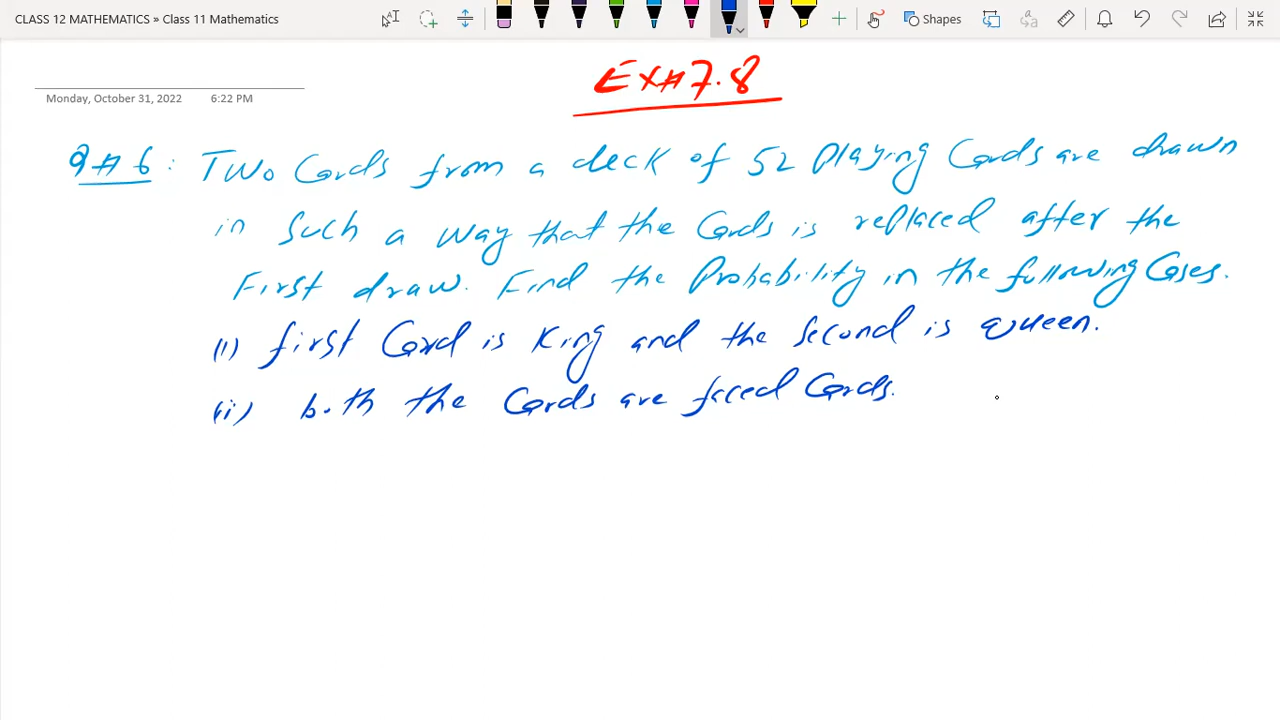 CLASS 12 MATHEMATICS » Class 11 Mathematics
Shapes
Ex#7.8
Monday, October 31, 2022 6:22 PM
Q#6: Two Cards from a deck of 52 Playing Cards are drawn
in such a way that the Cards is replaced after the
First draw. Find the Probability in the following Cases.
(i) first Card is King and the Second is Queen.
(ii) both the Cards are faced Cards.